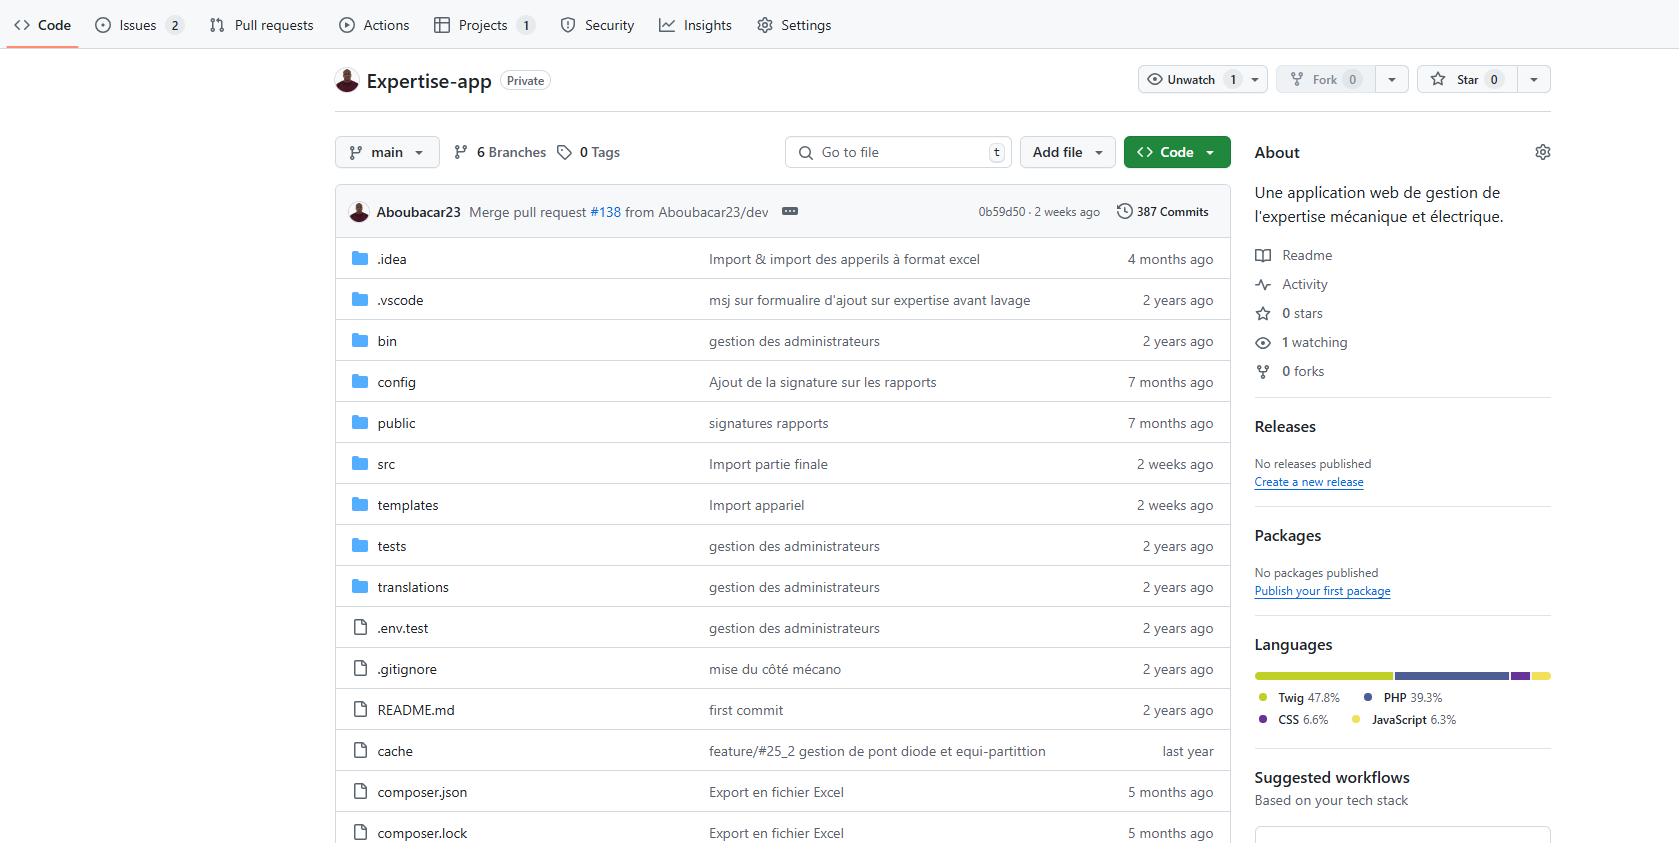 Code Issues 2 Pull requests Actions Projects 1 Security Insights Settings
Expertise-app Private Unwatch 1 Fork 0 Star 0
main 6 Branches 0 Tags Go to file t Add file Code
Aboubacar23 Merge pull request #138 from Aboubacar23/dev 0b59d50 · 2 weeks ago 387 Commits
.idea Import & import des apperils à format excel 4 months ago
.vscode msj sur formualire d'ajout sur expertise avant lavage 2 years ago
bin gestion des administrateurs 2 years ago
config Ajout de la signature sur les rapports 7 months ago
public signatures rapports 7 months ago
src Import partie finale 2 weeks ago
templates Import appariel 2 weeks ago
tests gestion des administrateurs 2 years ago
translations gestion des administrateurs 2 years ago
.env.test gestion des administrateurs 2 years ago
.gitignore mise du côté mécano 2 years ago
README.md first commit 2 years ago
cache feature/#25_2 gestion de pont diode et equi-partittion last year
composer.json Export en fichier Excel 5 months ago
composer.lock Export en fichier Excel 5 months ago
About
Une application web de gestion de
l'expertise mécanique et électrique.
Readme
Activity
0 stars
1 watching
0 forks
Releases
No releases published
Create a new release
Packages
No packages published
Publish your first package
Languages
Twig 47.8% PHP 39.3%
CSS 6.6% JavaScript 6.3%
Suggested workflows
Based on your tech stack